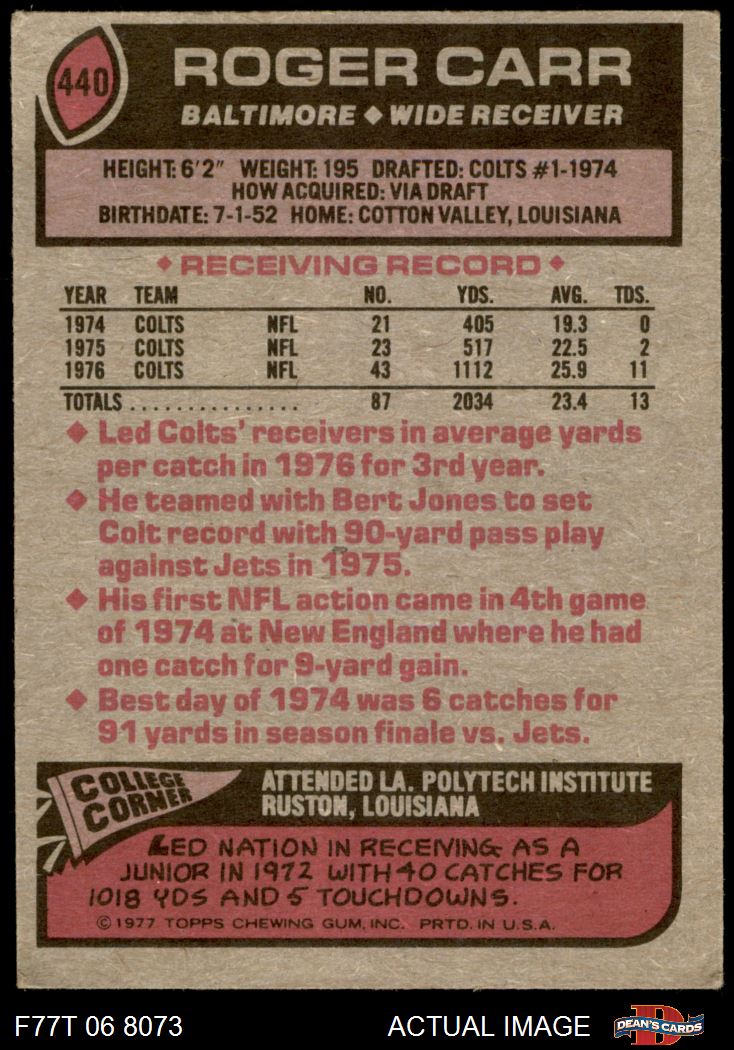 440
ROGER CARR
BALTIMORE ◆ WIDE RECEIVER
HEIGHT: 6'2" WEIGHT: 195 DRAFTED: COLTS #1-1974
HOW ACQUIRED: VIA DRAFT
BIRTHDATE: 7-1-52 HOME: COTTON VALLEY, LOUISIANA
◆ RECEIVING RECORD ◆
YEAR TEAM NO. YDS. AVG. TDS.
1974 COLTS NFL 21 405 19.3 0
1975 COLTS NFL 23 517 22.5 2
1976 COLTS NFL 43 1112 25.9 11
TOTALS ............... 87 2034 23.4 13
◆ Led Colts' receivers in average yards
per catch in 1976 for 3rd year.
◆ He teamed with Bert Jones to set
Colt record with 90-yard pass play
against Jets in 1975.
◆ His first NFL action came in 4th game
of 1974 at New England where he had
one catch for 9-yard gain.
◆ Best day of 1974 was 6 catches for
91 yards in season finale vs. Jets.
COLLEGE
CORNER
ATTENDED LA. POLYTECH INSTITUTE
RUSTON, LOUISIANA
LED NATION IN RECEIVING AS A
JUNIOR IN 1972 WITH 40 CATCHES FOR
1018 YDS AND 5 TOUCHDOWNS.
© 1977 TOPPS CHEWING GUM, INC. PRTD. IN U.S.A.
F77T 06 8073 ACTUAL IMAGE
D
DEAN'S CARDS